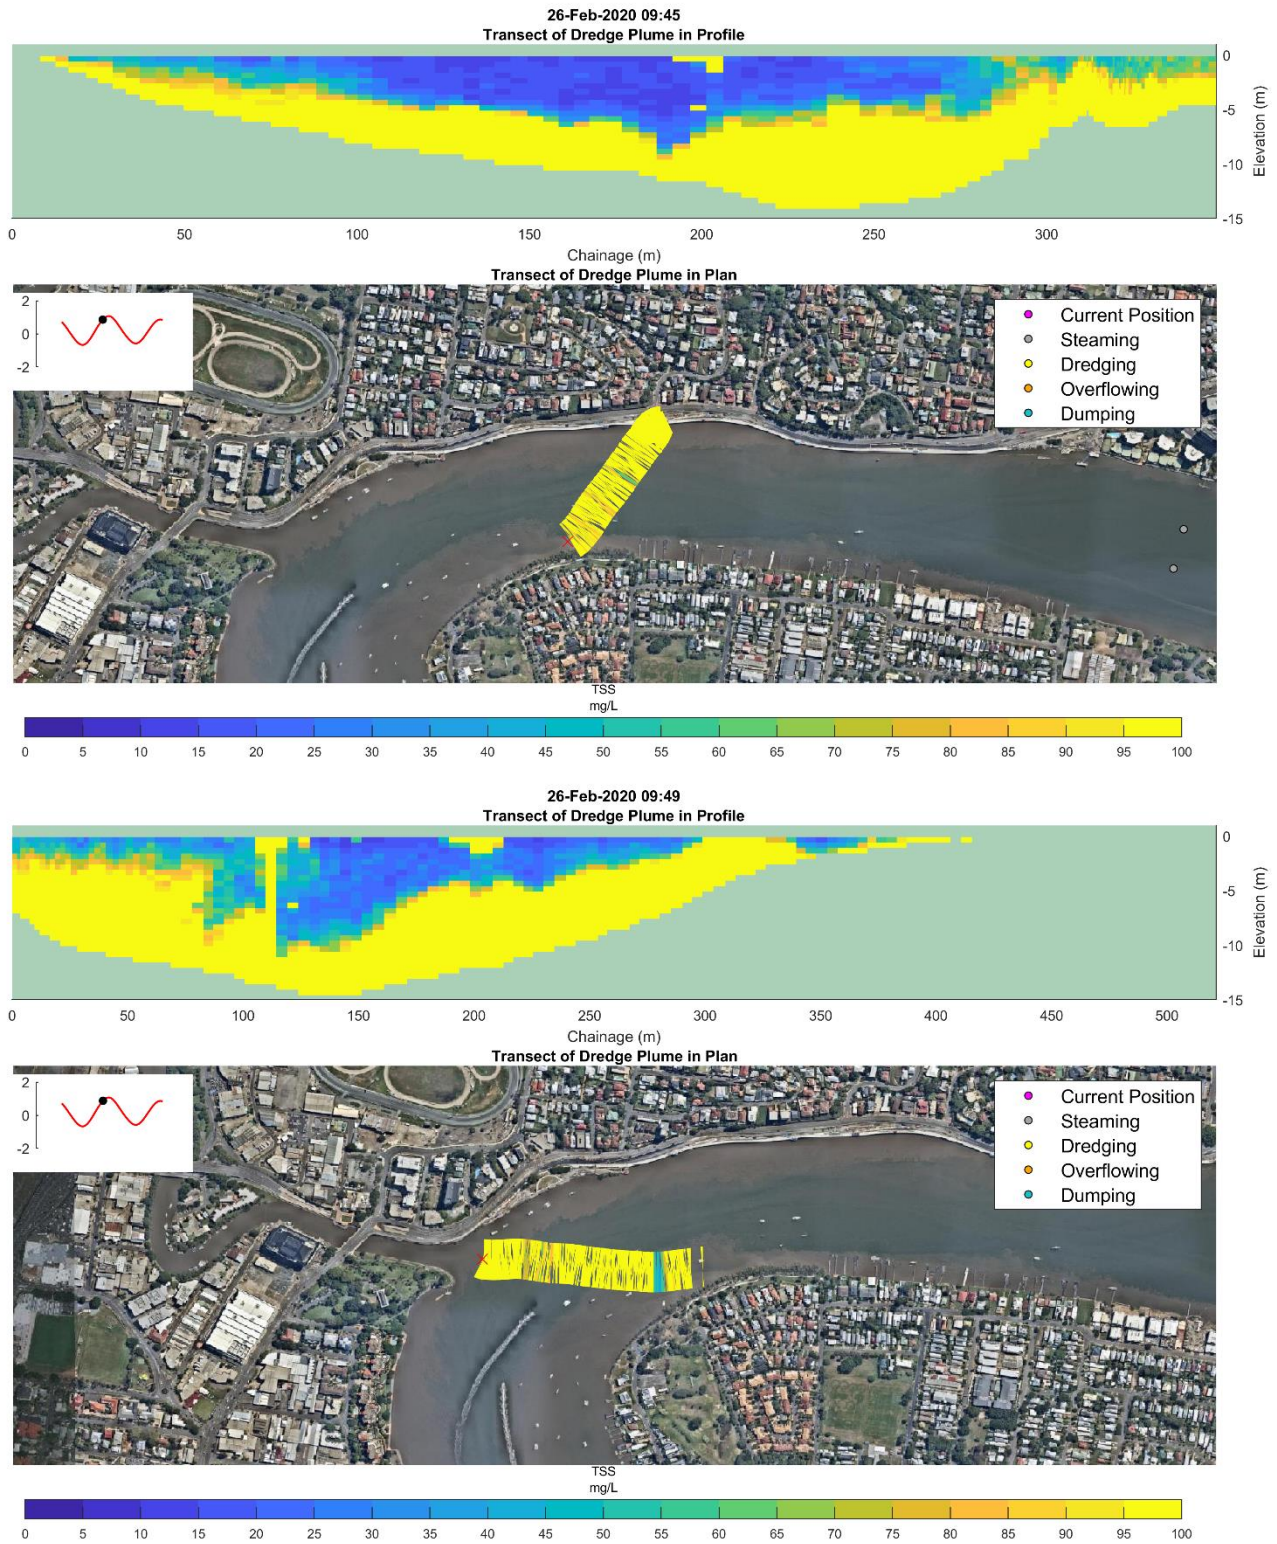 26-Feb-2020 09:45
Transect of Dredge Plume in Profile
0
-5
-10
-15
Elevation (m)
0 50 100 150 200 250 300
Chainage (m)
Transect of Dredge Plume in Plan
2
0
-2
Current Position
Steaming
Dredging
Overflowing
Dumping
TSS
mg/L
0 5 10 15 20 25 30 35 40 45 50 55 60 65 70 75 80 85 90 95 100
26-Feb-2020 09:49
Transect of Dredge Plume in Profile
0
-5
-10
-15
Elevation (m)
0 50 100 150 200 250 300 350 400 450 500
Chainage (m)
Transect of Dredge Plume in Plan
2
0
-2
Current Position
Steaming
Dredging
Overflowing
Dumping
TSS
mg/L
0 5 10 15 20 25 30 35 40 45 50 55 60 65 70 75 80 85 90 95 100